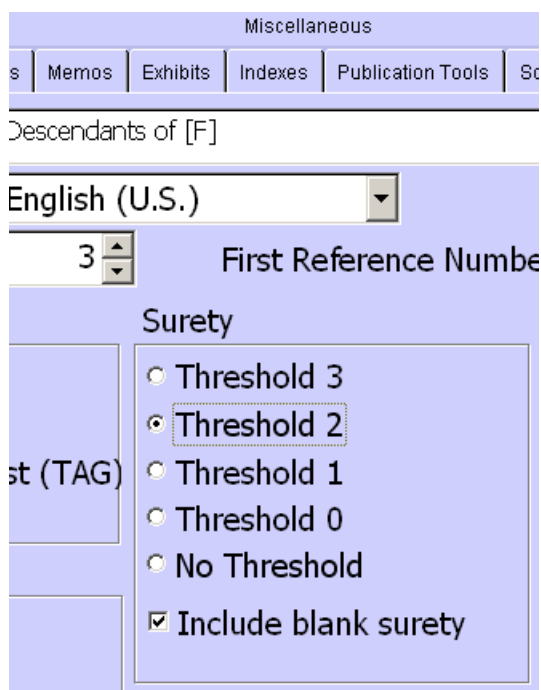 Miscellaneous
s Memos Exhibits Indexes Publication Tools
Descendants of [F]
English (U.S.)
3 First Reference Numbe
Surety
Threshold 3
Threshold 2
st (TAG) Threshold 1
Threshold 0
No Threshold
Include blank surety